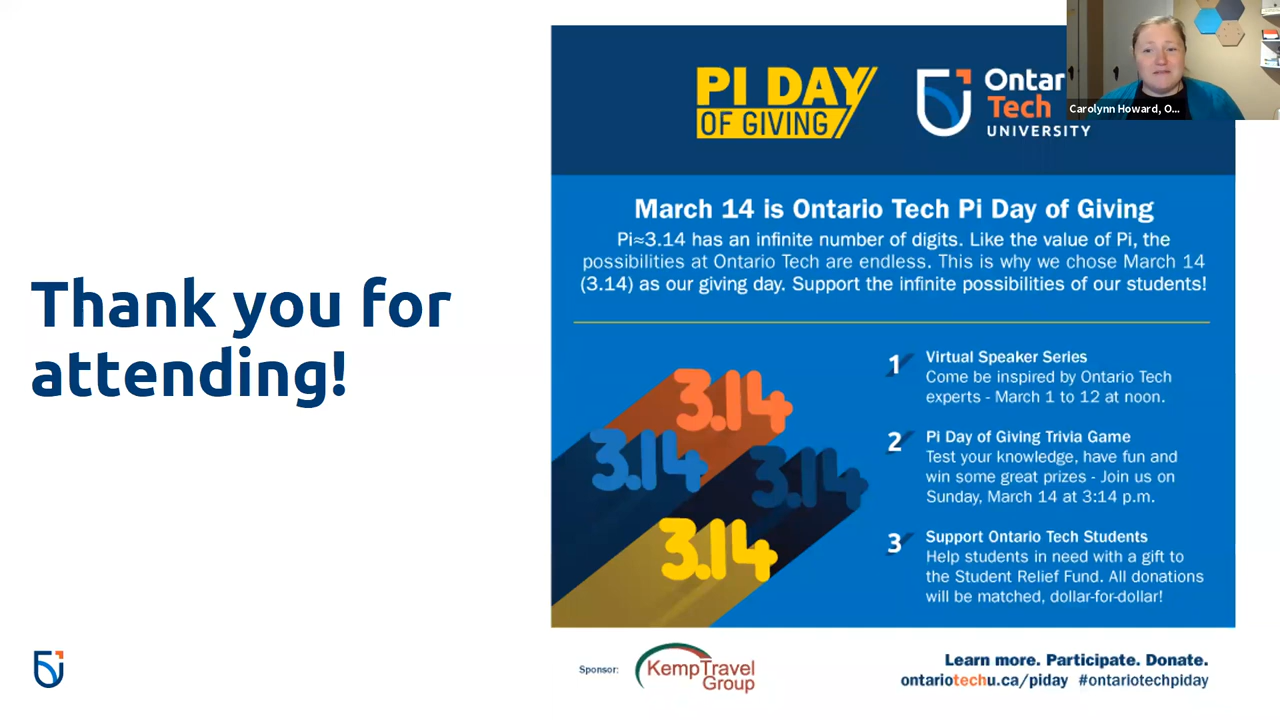 Thank you for
attending!
PI DAY
OF GIVING
Ontar
Tech
UNIVERSITY
Carolynn Howard, O...
March 14 is Ontario Tech Pi Day of Giving
Pi≈3.14 has an infinite number of digits. Like the value of Pi, the
possibilities at Ontario Tech are endless. This is why we chose March 14
(3.14) as our giving day. Support the infinite possibilities of our students!
3.14
3.14
3.14
3.14
1 Virtual Speaker Series
Come be inspired by Ontario Tech
experts - March 1 to 12 at noon.
2 Pi Day of Giving Trivia Game
Test your knowledge, have fun and
win some great prizes - Join us on
Sunday, March 14 at 3:14 p.m.
3 Support Ontario Tech Students
Help students in need with a gift to
the Student Relief Fund. All donations
will be matched, dollar-for-dollar!
Sponsor:
KempTravel
Group
Learn more. Participate. Donate.
ontariotechu.ca/piday #ontariotechpiday